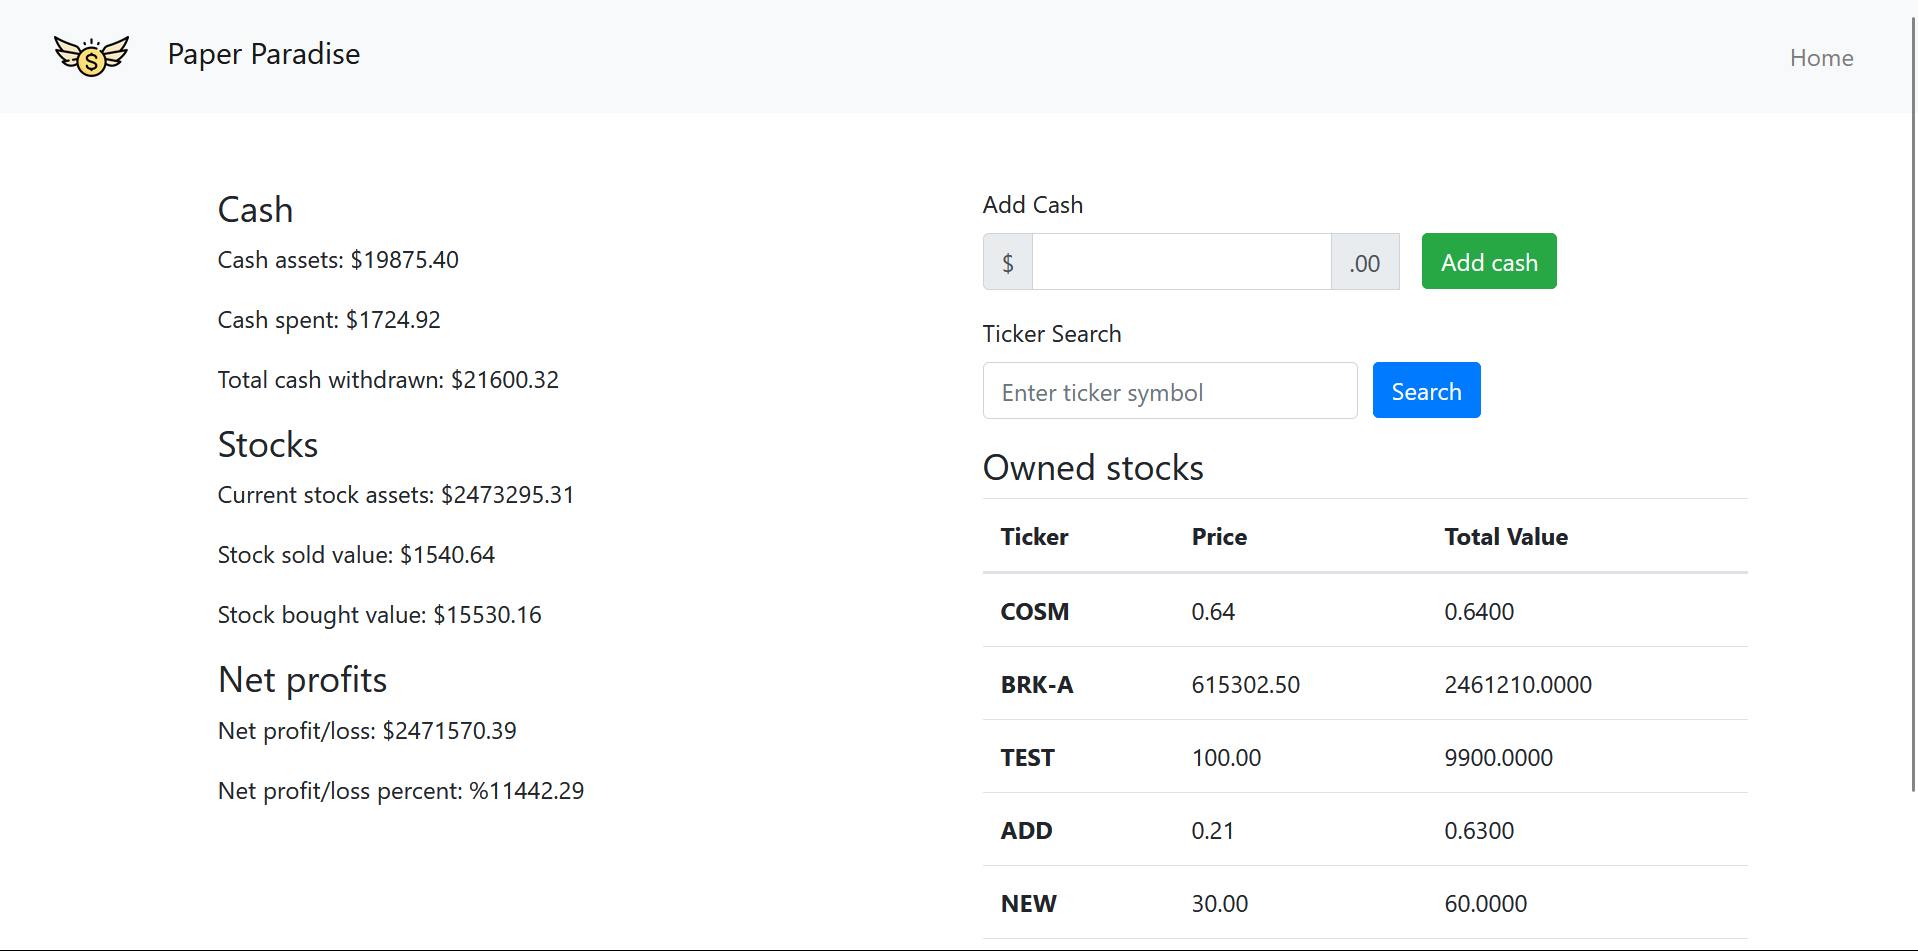 $
Paper Paradise
Home
Cash
Cash assets: $19875.40
Cash spent: $1724.92
Total cash withdrawn: $21600.32
Stocks
Current stock assets: $2473295.31
Stock sold value: $1540.64
Stock bought value: $15530.16
Net profits
Net profit/loss: $2471570.39
Net profit/loss percent: %11442.29
Add Cash
$ .00 Add cash
Ticker Search
Enter ticker symbol Search
Owned stocks
Ticker Price Total Value
COSM 0.64 0.6400
BRK-A 615302.50 2461210.0000
TEST 100.00 9900.0000
ADD 0.21 0.6300
NEW 30.00 60.0000